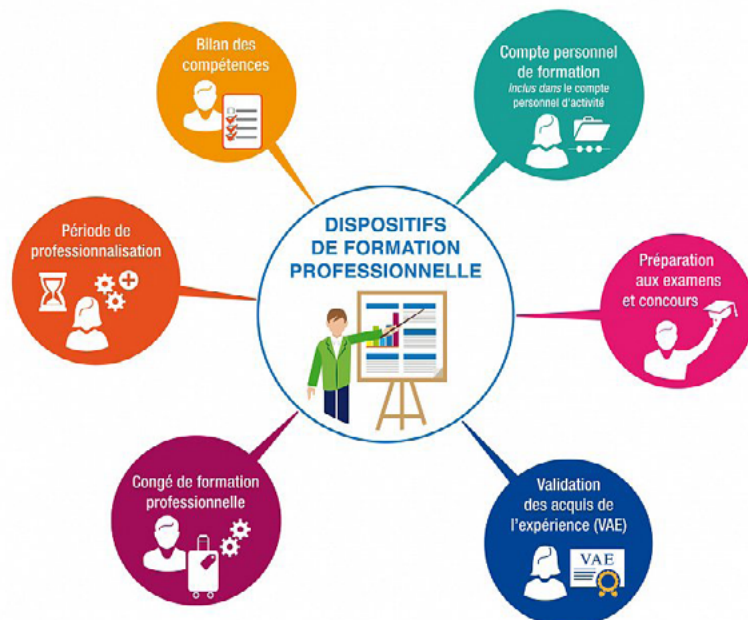 Bilan des
compétences
Compte personnel
de formation
Inclus dans le compte
personnel d'activité
DISPOSITIFS
DE FORMATION
PROFESSIONNELLE
Période de
professionnalisation
Préparation
aux examens
et concours
Congé de formation
professionnelle
Validation
des acquis de
l'expérience (VAE)
VAE